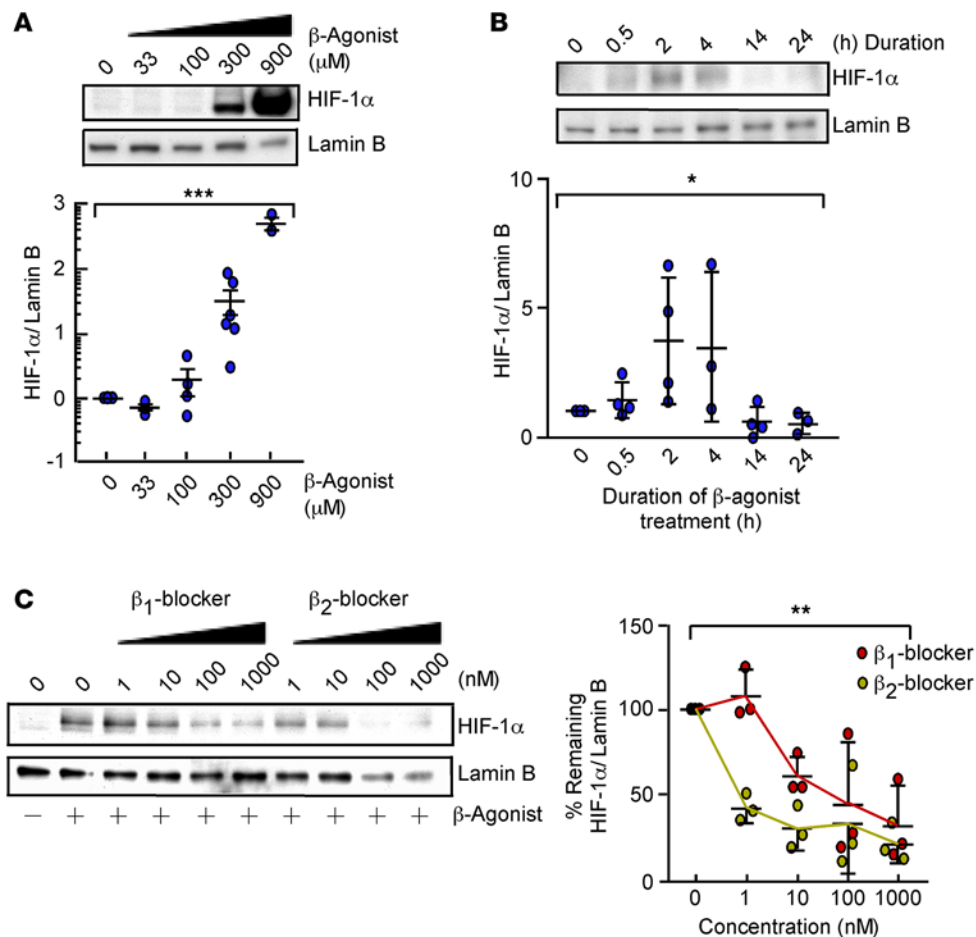 A
0 33 100 300 900
β-Agonist
(μM)
HIF-1α
Lamin B
***
3
2
1
0
-1
HIF-1α/ Lamin B
0 33 100 300 900
β-Agonist
(μM)
B
0 0.5 2 4 14 24 (h) Duration
HIF-1α
Lamin B
*
10
5
0
HIF-1α/ Lamin B
0 0.5 2 4 14 24
Duration of β-agonist
treatment (h)
C
β1-blocker β2-blocker
0 0 1 10 100 1000 1 10 100 1000 (nM)
HIF-1α
Lamin B
– + + + + + + + + + β-Agonist
**
150
100
50
0
% Remaining
HIF-1α/ Lamin B
β1-blocker
β2-blocker
0 1 10 100 1000
Concentration (nM)